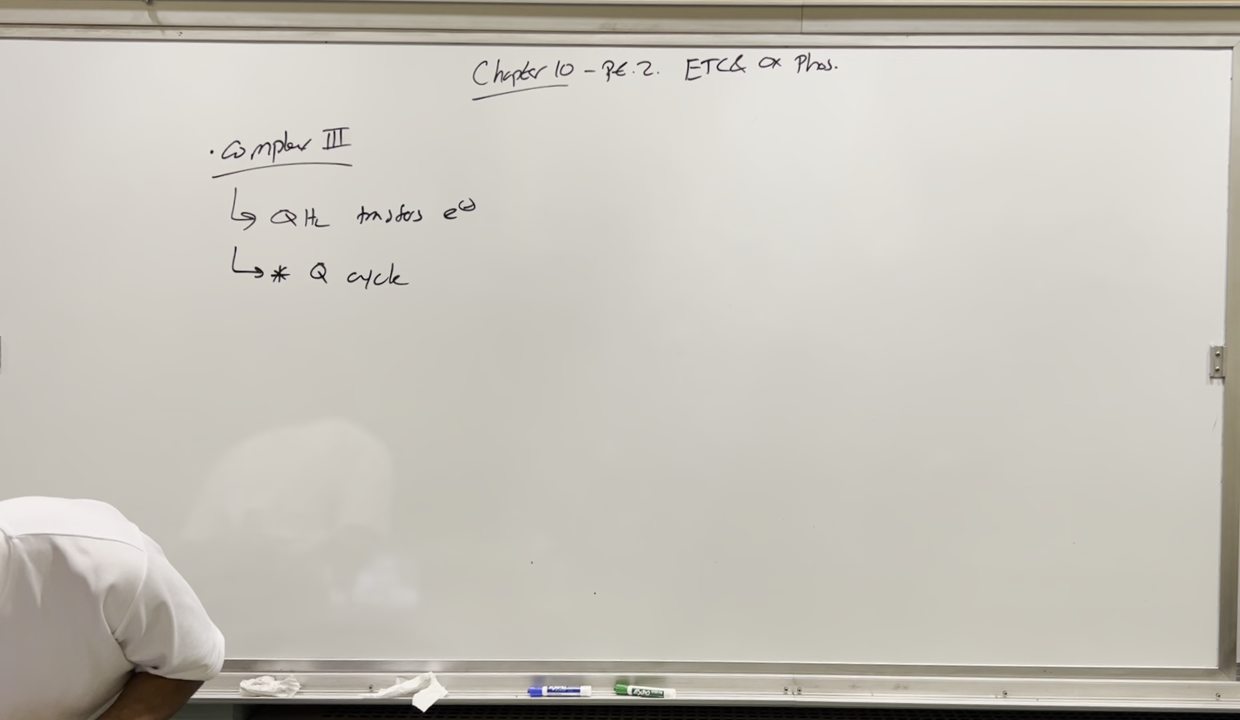 Chapter 10 - Pt. 2. ETC & Ox Phos.
· Complex III
↳ QH₂ transfers e⁽⁻⁾
↳ * Q cycle